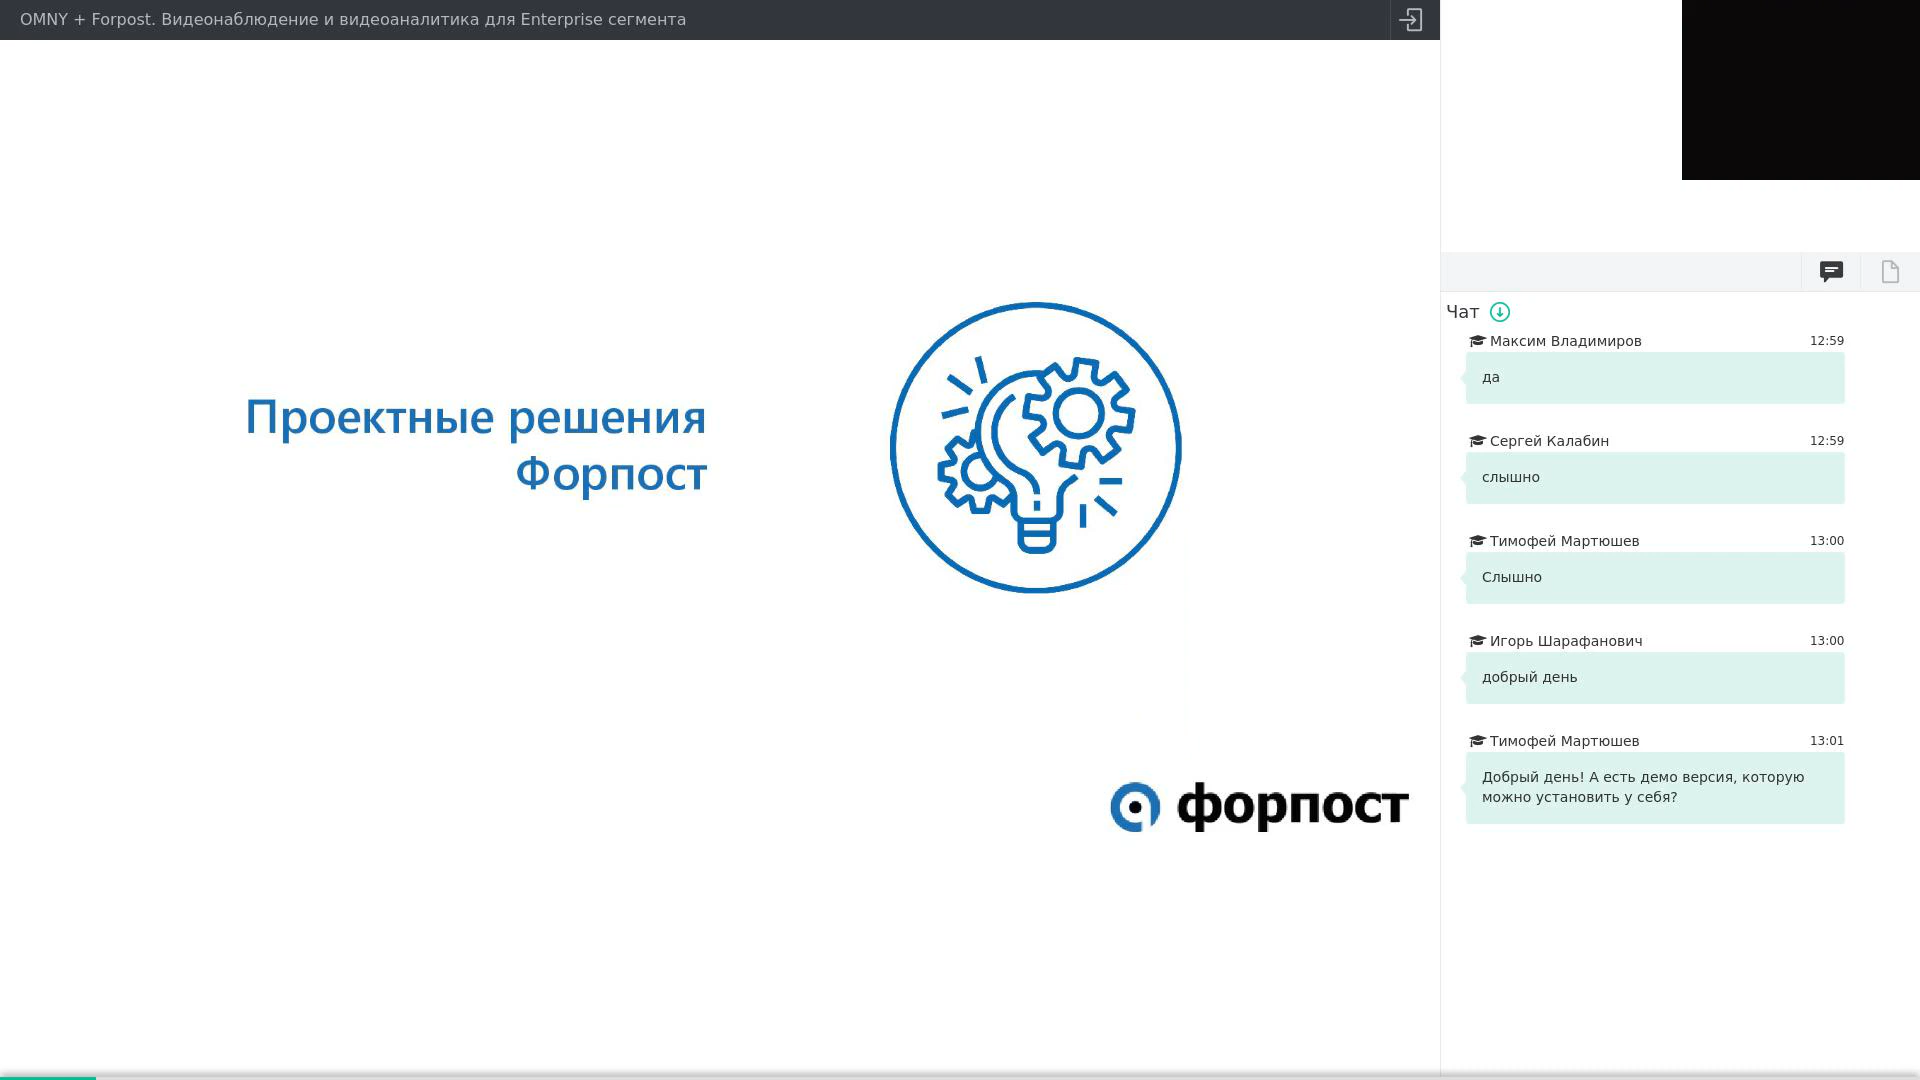 OMNY + Forpost. Видеонаблюдение и видеоаналитика для Enterprise сегмента
Проектные решения
Форпост
форпост
Чат
Максим Владимиров 12:59
да
Сергей Калабин 12:59
слышно
Тимофей Мартюшев 13:00
Слышно
Игорь Шарафанович 13:00
добрый день
Тимофей Мартюшев 13:01
Добрый день! А есть демо версия, которую
можно установить у себя?